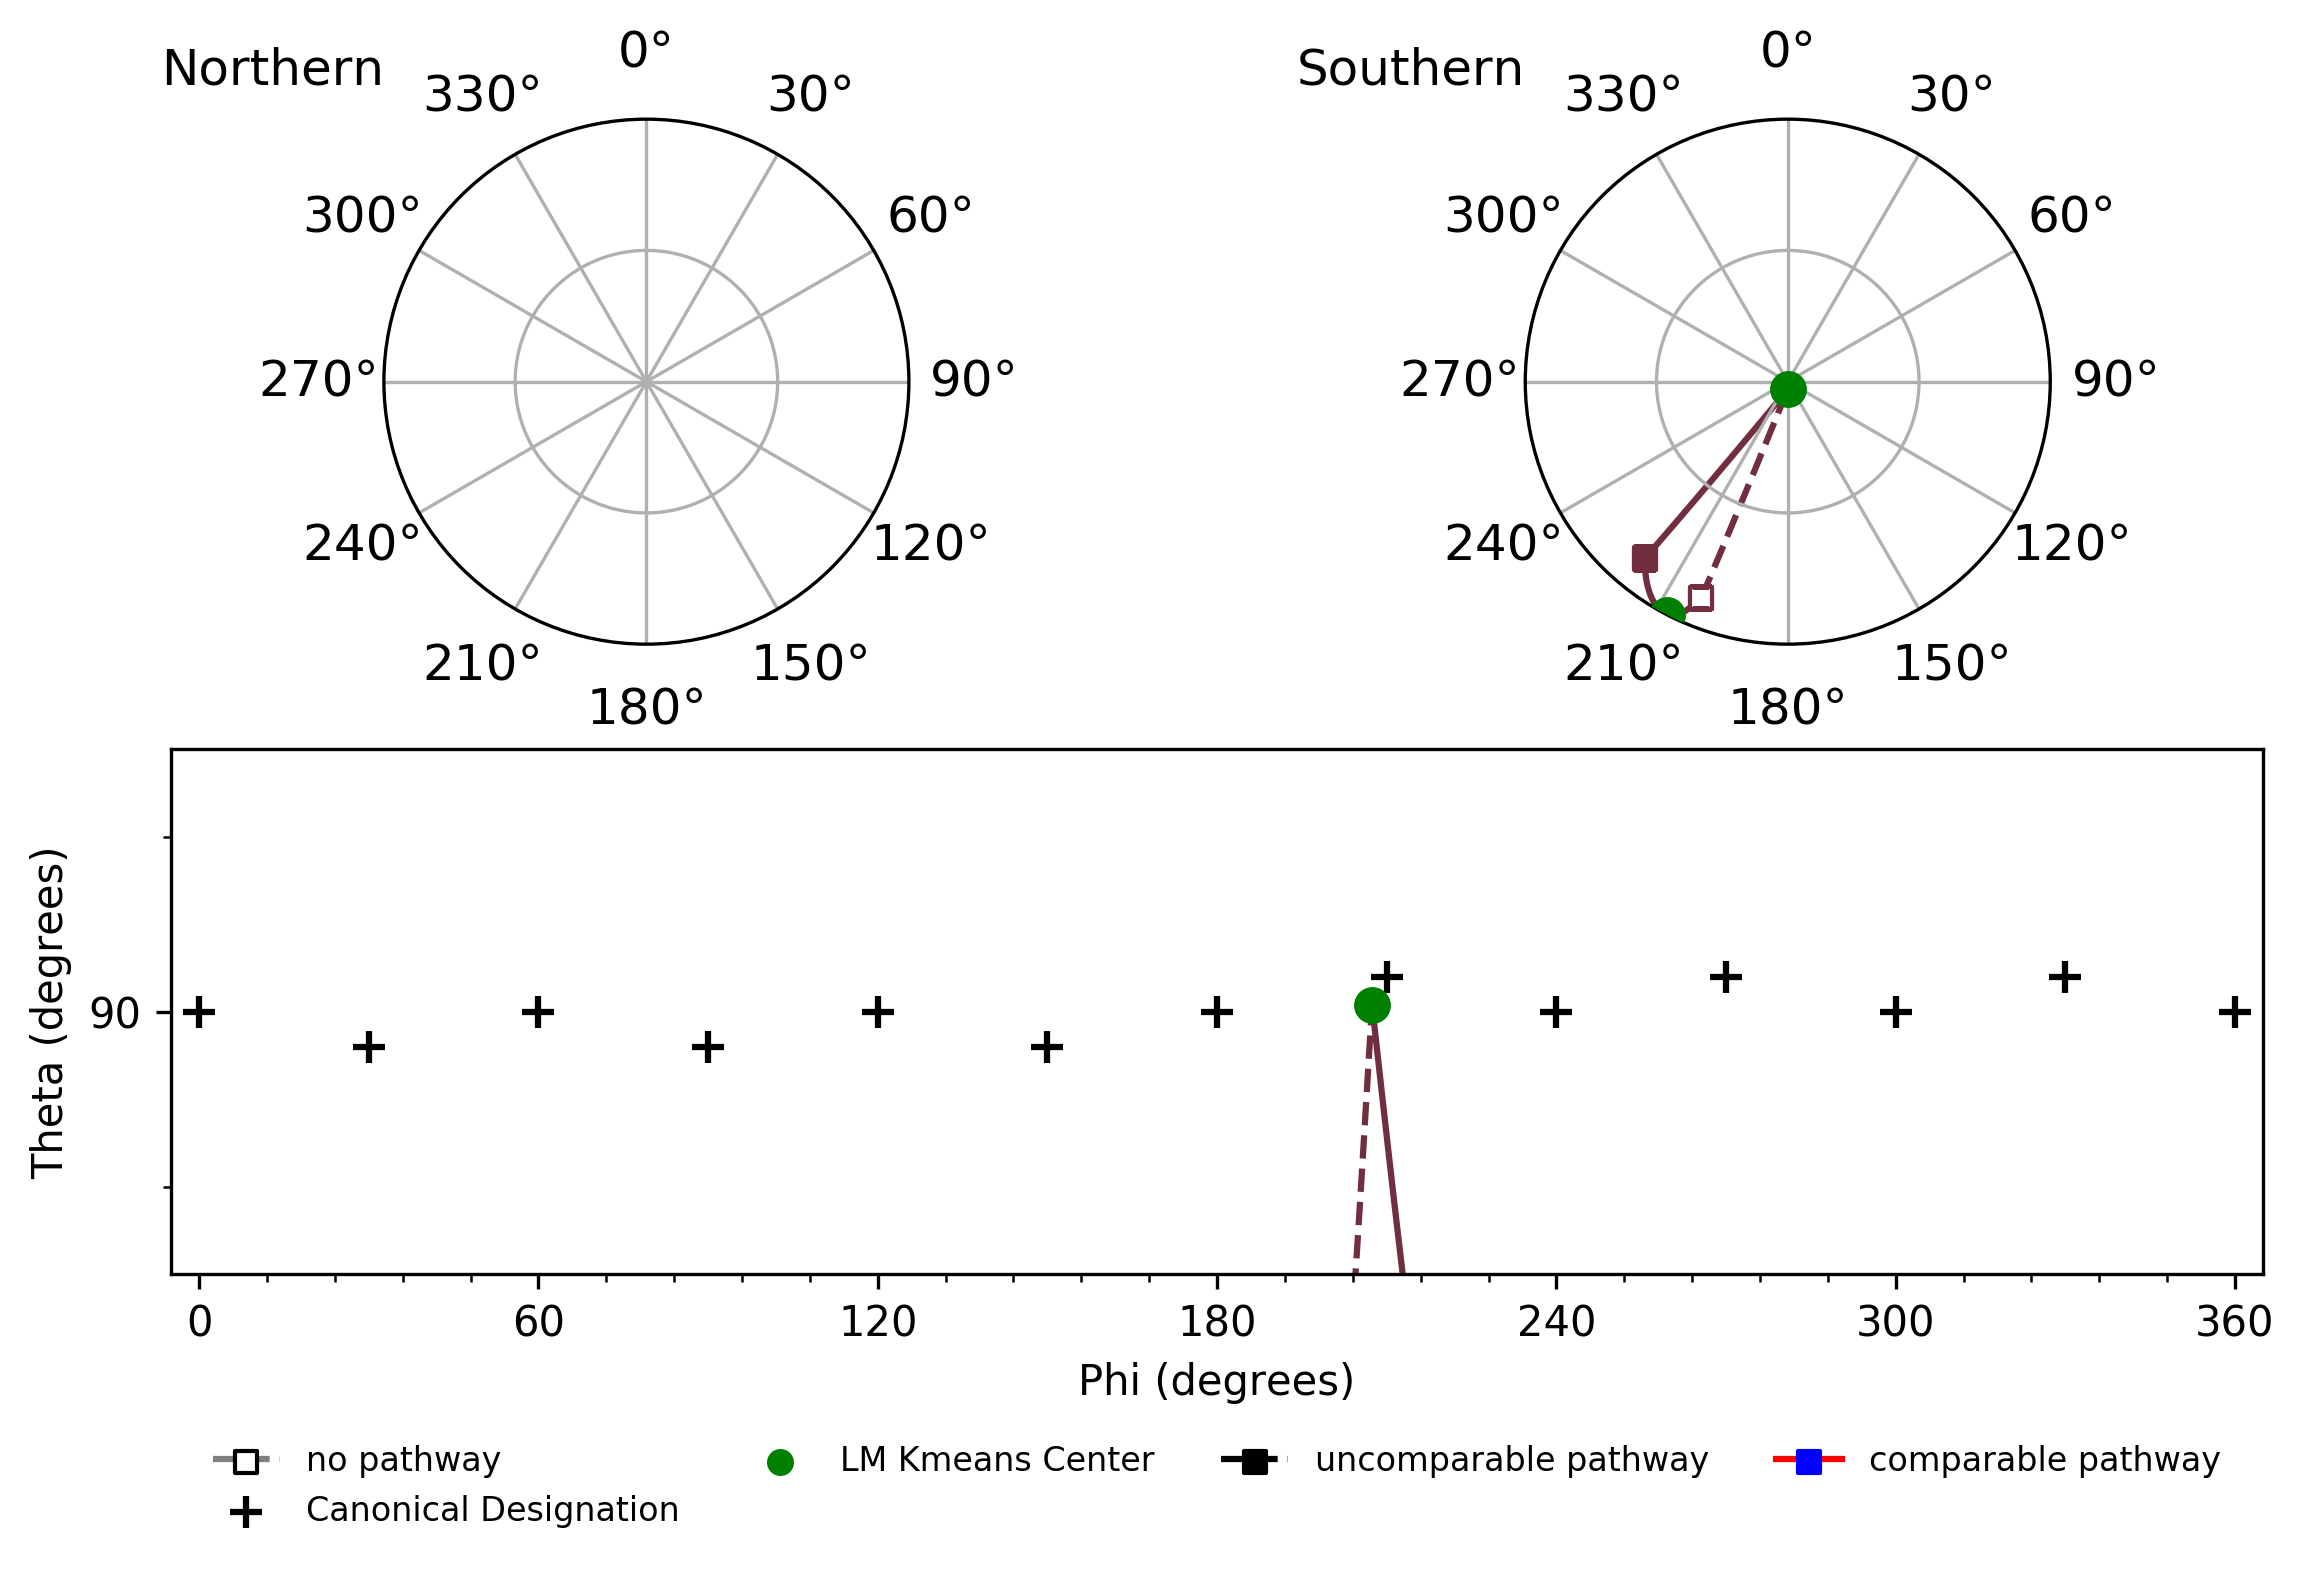 Northern
0°
30°
60°
90°
120°
150°
180°
210°
240°
270°
300°
330°
Southern
0°
30°
60°
90°
120°
150°
180°
210°
240°
270°
300°
330°
Theta (degrees)
90
0 60 120 180 240 300 360
Phi (degrees)
no pathway
Canonical Designation
LM Kmeans Center
uncomparable pathway
comparable pathway